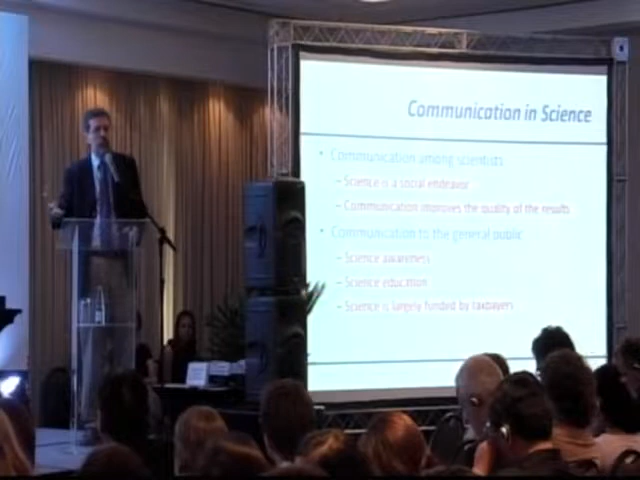 Communication in Science
• Communication among scientists
– Science is a social endeavor
– Communication improves the quality of the results
• Communication to the general public
– Science awareness
– Science education
– Science is largely funded by taxpayers